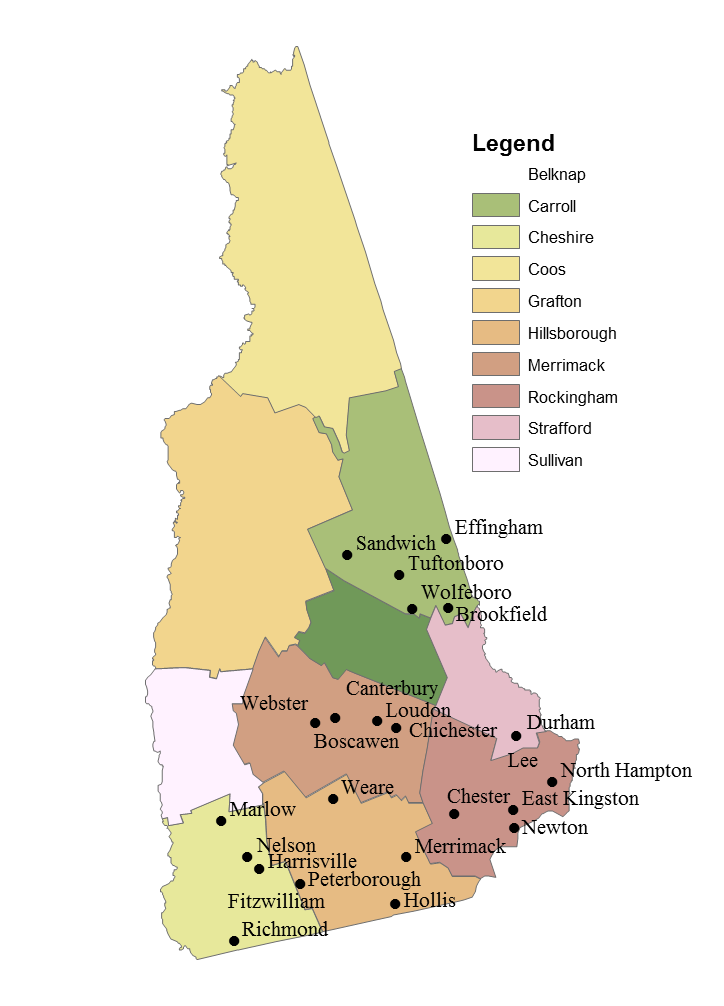 Legend
Belknap
Carroll
Cheshire
Coos
Grafton
Hillsborough
Merrimack
Rockingham
Strafford
Sullivan
Effingham
Sandwich
Tuftonboro
Wolfeboro
Brookfield
Canterbury
Webster
Loudon
Chichester
Boscawen
Durham
Lee
North Hampton
Weare
Chester
East Kingston
Marlow
Newton
Nelson
Merrimack
Harrisville
Peterborough
Fitzwilliam
Hollis
Richmond